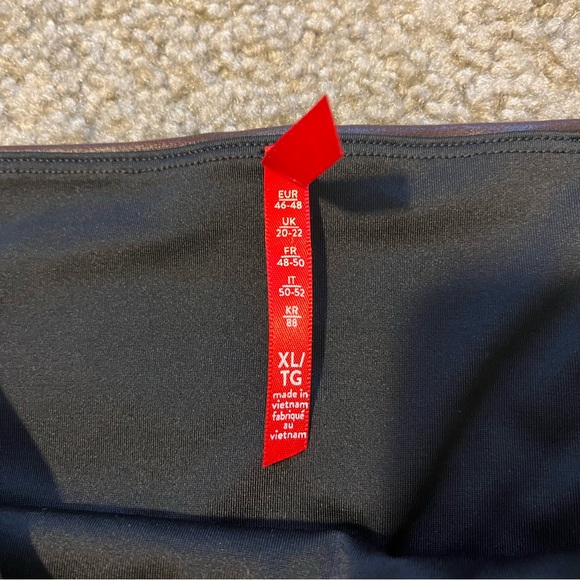 EUR
46-48
UK
20-22
FR
48-50
IT
50-52
KR
88
XL/
TG
made in
vietnam
fabriqué
au
vietnam